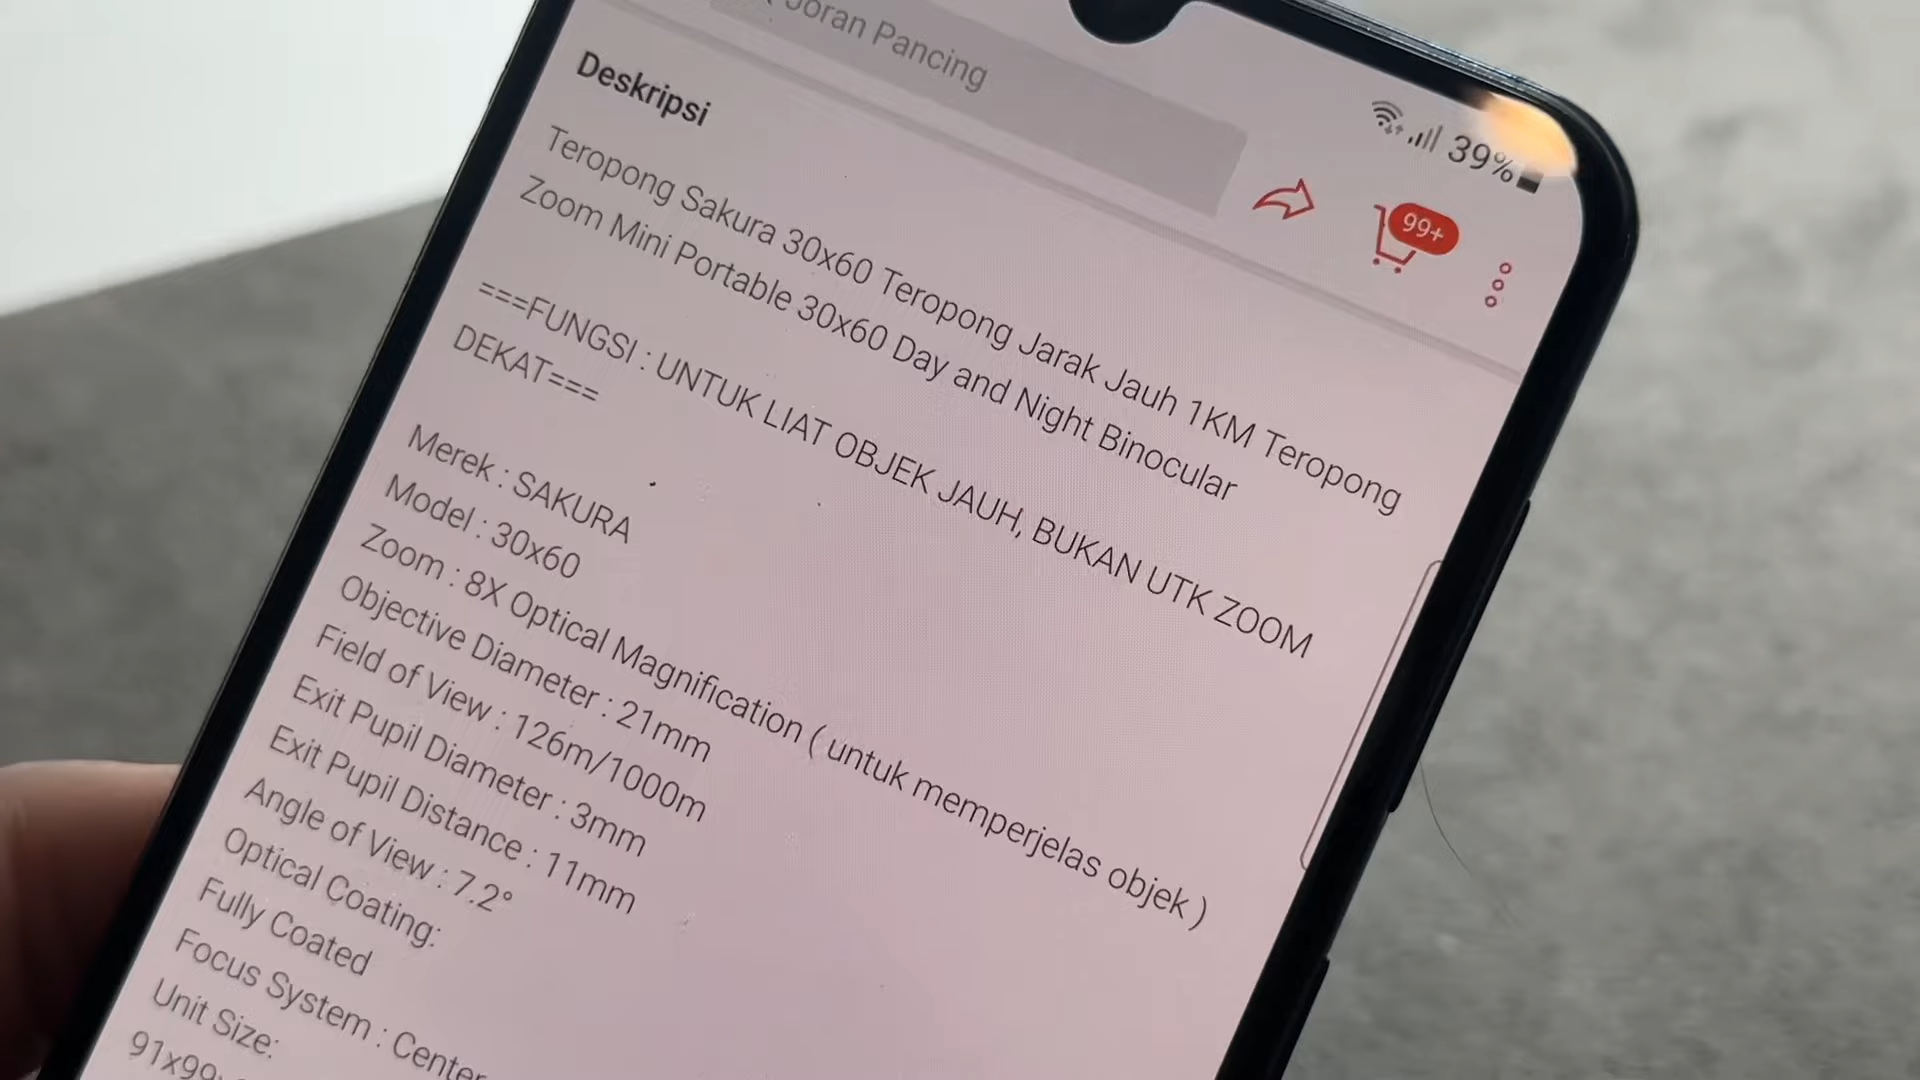 Joran Pancing
39%
99+
Deskripsi
Teropong Sakura 30x60 Teropong Jarak Jauh 1KM Teropong
Zoom Mini Portable 30x60 Day and Night Binocular
===FUNGSI : UNTUK LIAT OBJEK JAUH, BUKAN UTK ZOOM
DEKAT===
Merek : SAKURA
Model : 30x60
Zoom : 8X Optical Magnification ( untuk memperjelas objek )
Objective Diameter : 21mm
Field of View : 126m/1000m
Exit Pupil Diameter : 3mm
Exit Pupil Distance : 11mm
Angle of View : 7.2°
Optical Coating:
Fully Coated
Focus System : Center
Unit Size:
91x99